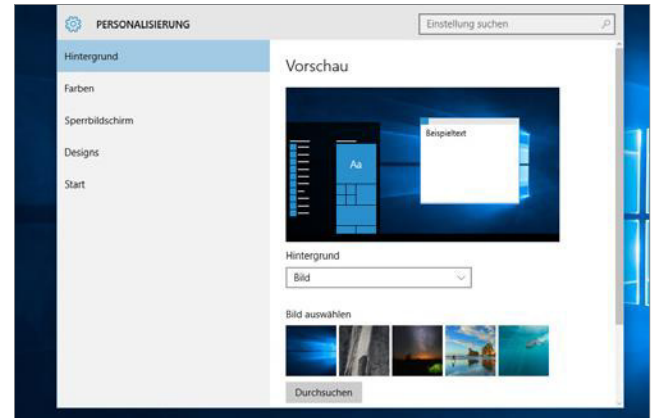 PERSONALISIERUNG
Einstellung suchen
Hintergrund
Farben
Sperrbildschirm
Designs
Start
Vorschau
Beispieltext
Aa
Hintergrund
Bild
Bild auswählen
Durchsuchen